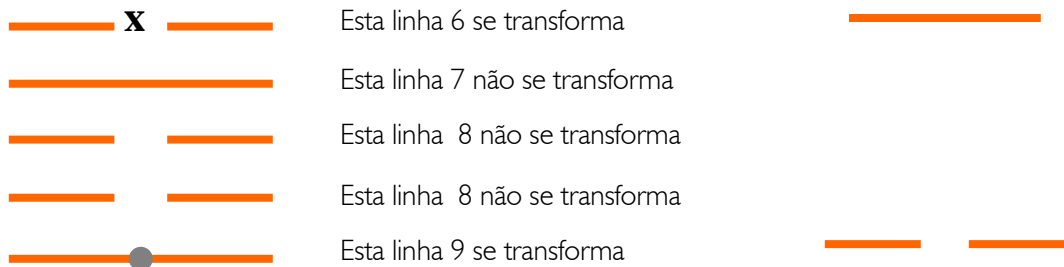 x Esta linha 6 se transforma
Esta linha 7 não se transforma
Esta linha  8 não se transforma
Esta linha  8 não se transforma
Esta linha 9 se transforma